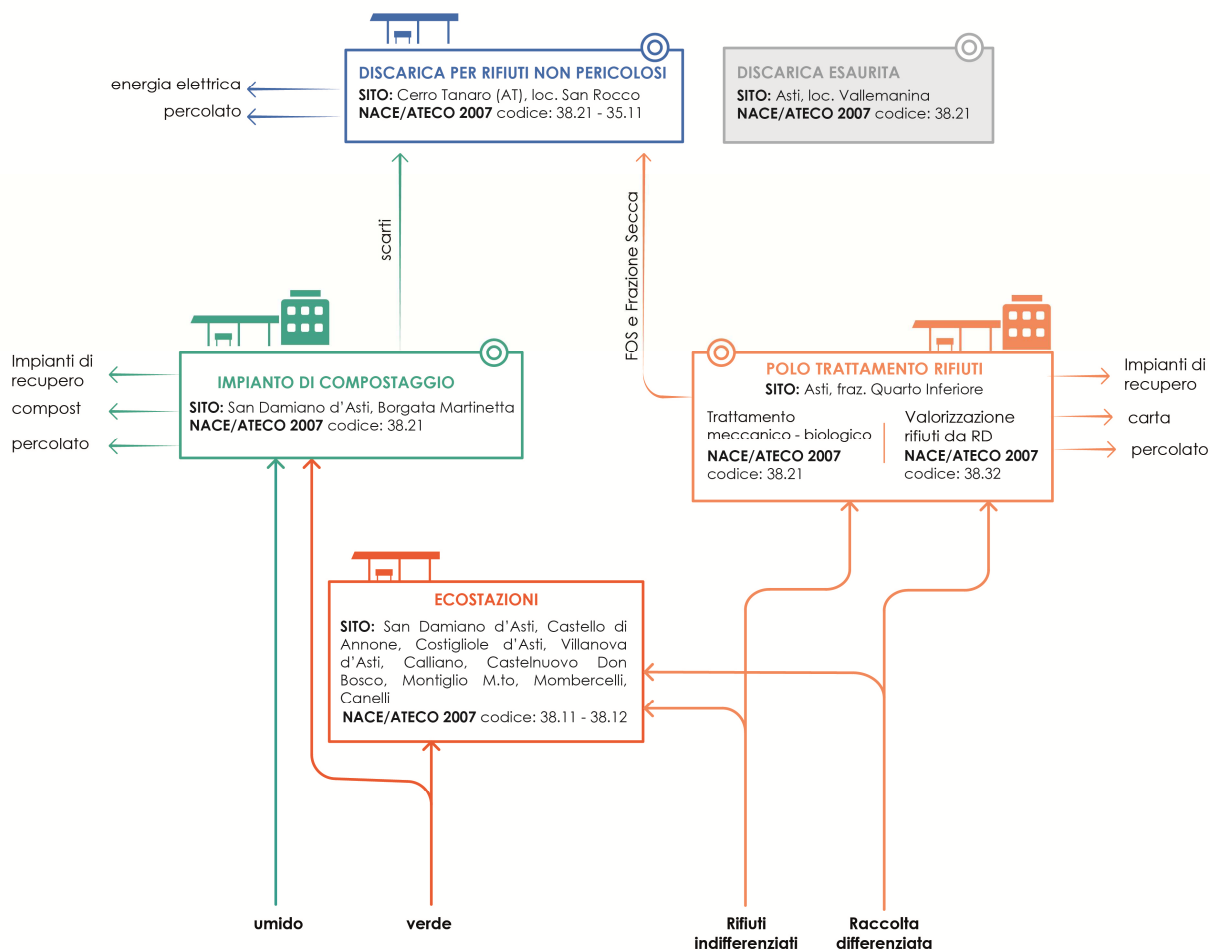 DISCARICA PER RIFIUTI NON PERICOLOSI
SITO: Cerro Tanaro (AT), loc. San Rocco
NACE/ATECO 2007 codice: 38.21 - 35.11
energia elettrica
percolato
DISCARICA ESAURITA
SITO: Asti, loc. Vallemanina
NACE/ATECO 2007 codice: 38.21
scarti
FOS e Frazione Secca
IMPIANTO DI COMPOSTAGGIO
SITO: San Damiano d'Asti, Borgata Martinetta
NACE/ATECO 2007 codice: 38.21
Impianti di
recupero
compost
percolato
POLO TRATTAMENTO RIFIUTI
SITO: Asti, fraz. Quarto Inferiore
Trattamento
meccanico - biologico
NACE/ATECO 2007
codice: 38.21
Valorizzazione
rifiuti da RD
NACE/ATECO 2007
codice: 38.32
Impianti di
recupero
carta
percolato
ECOSTAZIONI
SITO: San Damiano d'Asti, Castello di
Annone, Costigliole d'Asti, Villanova
d'Asti, Calliano, Castelnuovo Don
Bosco, Montiglio M.to, Mombercelli,
Canelli
NACE/ATECO 2007 codice: 38.11 - 38.12
umido
verde
Rifiuti
indifferenziati
Raccolta
differenziata